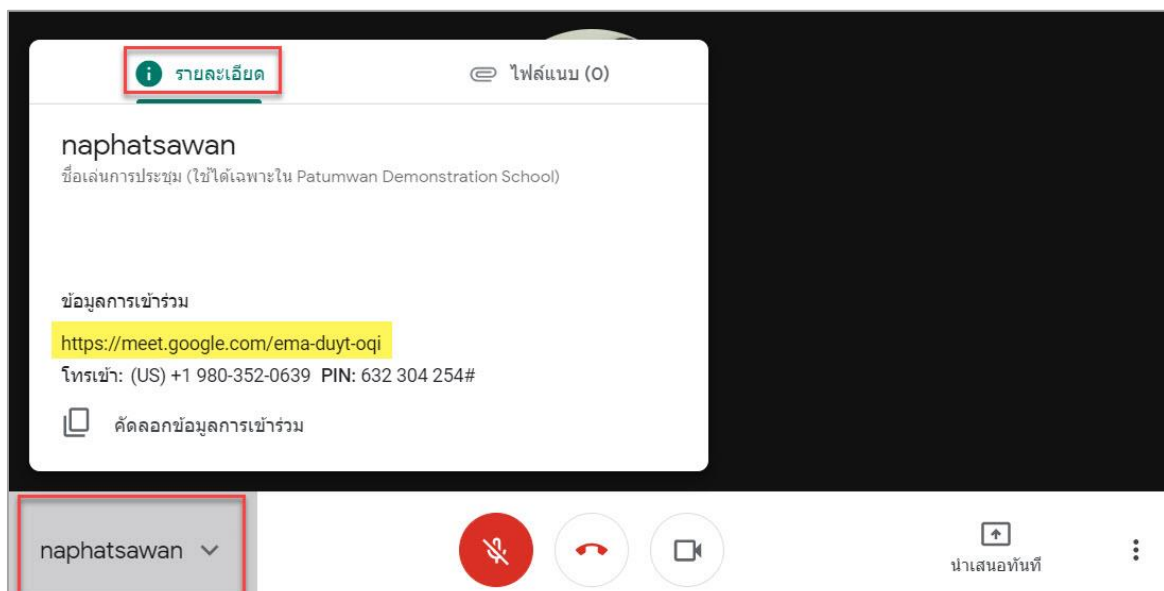 รายละเอียด
ไฟล์แนบ (0)
naphatsawan
ชื่อเล่นการประชุม (ใช้ได้เฉพาะใน Patumwan Demonstration School)
ข้อมูลการเข้าร่วม
https://meet.google.com/ema-duyt-oqi
โทรเข้า: (US) +1 980-352-0639 PIN: 632 304 254#
คัดลอกข้อมูลการเข้าร่วม
naphatsawan
นำเสนอทันที